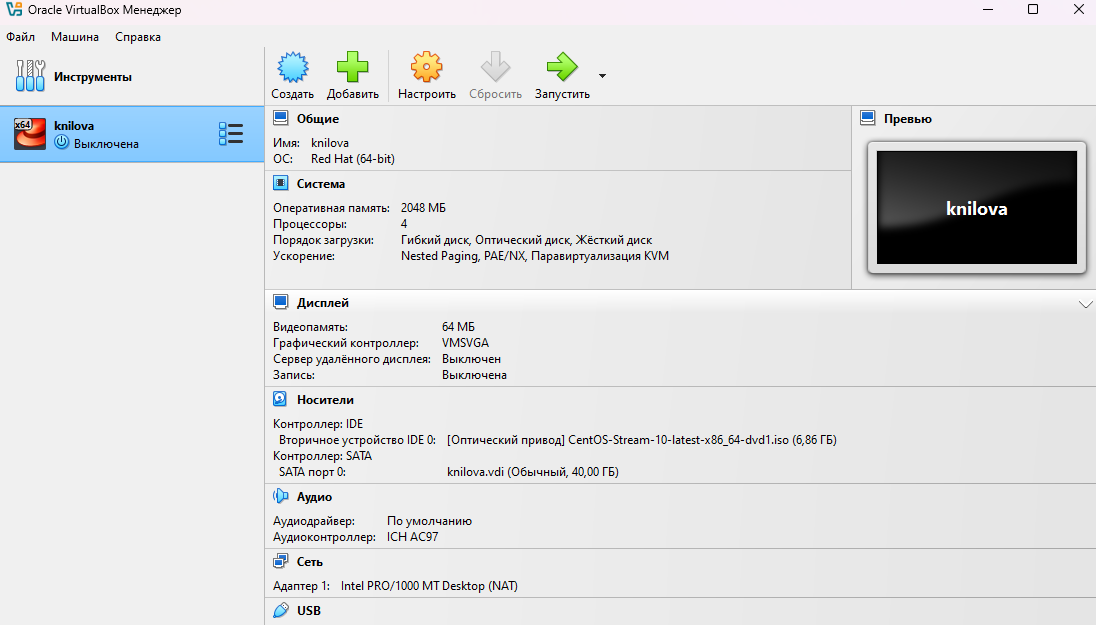 Oracle VirtualBox Менеджер
Файл Машина Справка
Инструменты
Создать Добавить Настроить Сбросить Запустить
x64
knilova
Выключена
Общие
Имя: knilova
ОС: Red Hat (64-bit)
Система
Оперативная память: 2048 МБ
Процессоры: 4
Порядок загрузки: Гибкий диск, Оптический диск, Жёсткий диск
Ускорение: Nested Paging, PAE/NX, Паравиртуализация KVM
Превью
knilova
Дисплей
Видеопамять: 64 МБ
Графический контроллер: VMSVGA
Сервер удалённого дисплея: Выключен
Запись: Выключена
Носители
Контроллер: IDE
Вторичное устройство IDE 0: [Оптический привод] CentOS-Stream-10-latest-x86_64-dvd1.iso (6,86 ГБ)
Контроллер: SATA
SATA порт 0: knilova.vdi (Обычный, 40,00 ГБ)
Аудио
Аудиодрайвер: По умолчанию
Аудиоконтроллер: ICH AC97
Сеть
Адаптер 1: Intel PRO/1000 MT Desktop (NAT)
USB